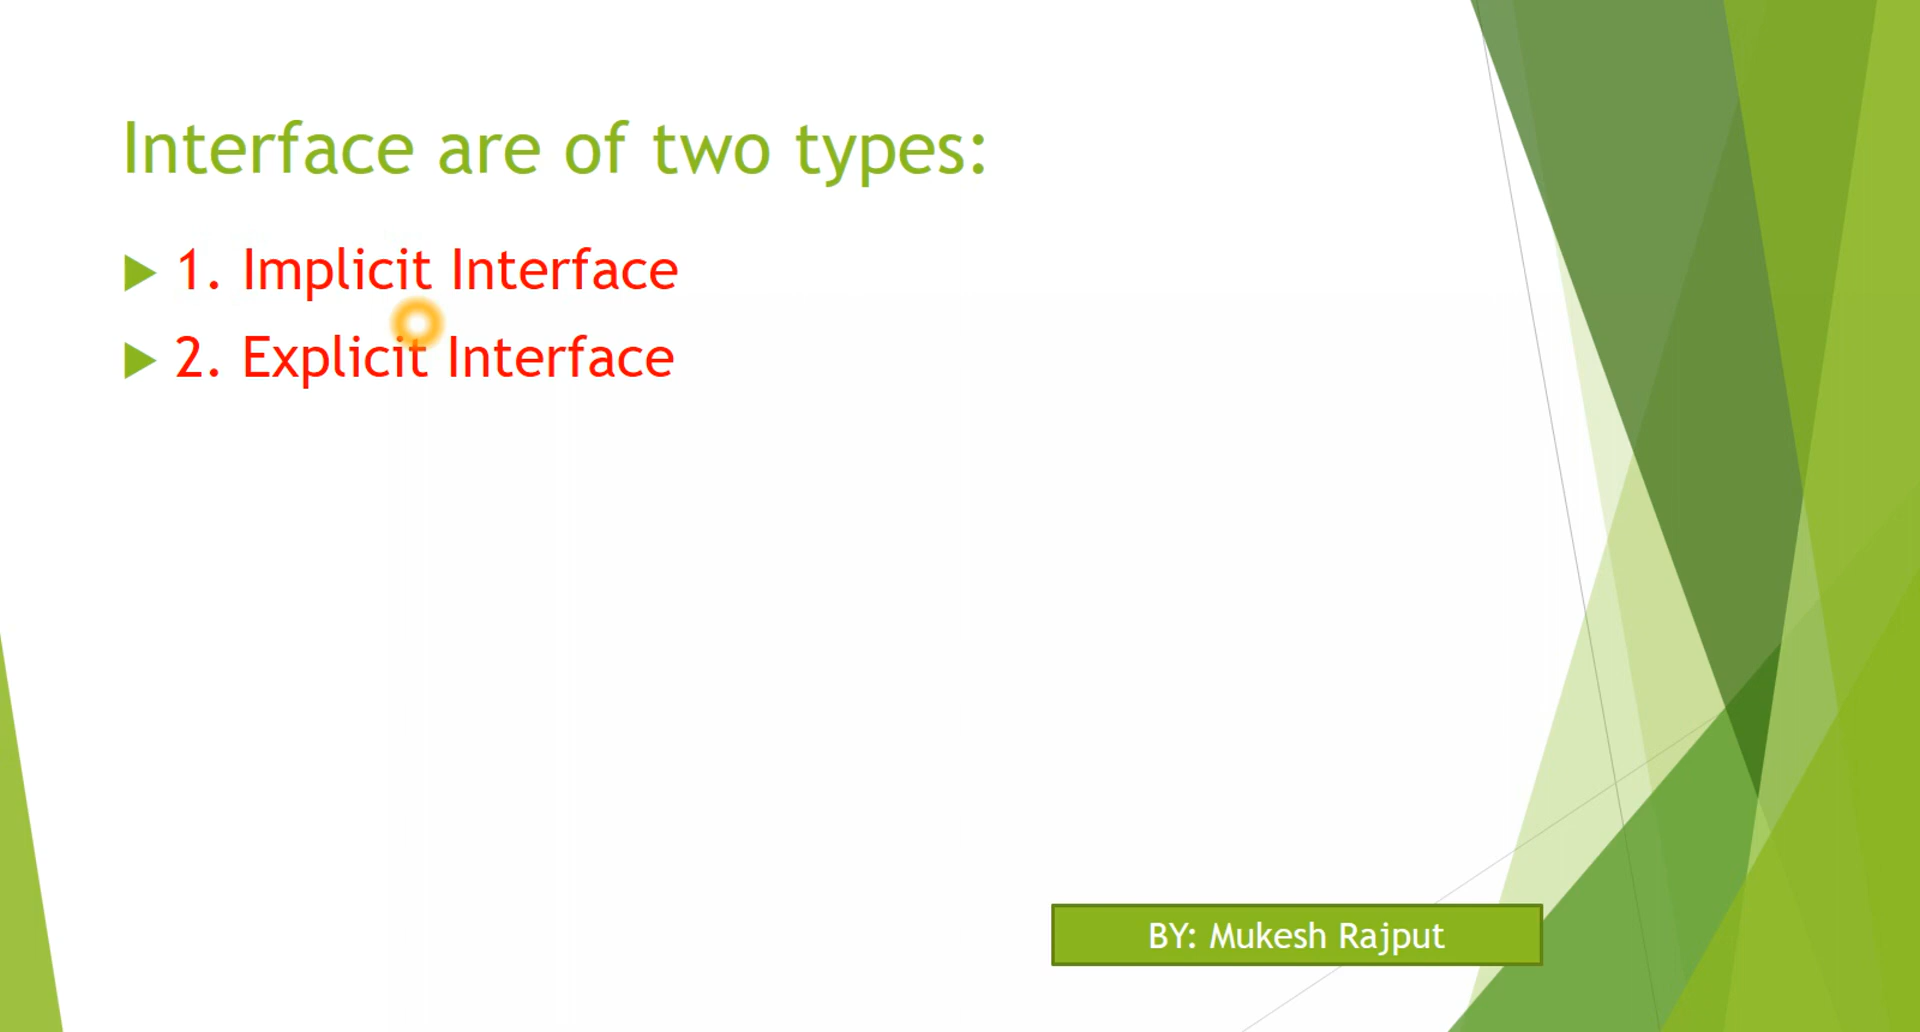 Interface are of two types:
1. Implicit Interface
2. Explicit Interface
BY: Mukesh Rajput